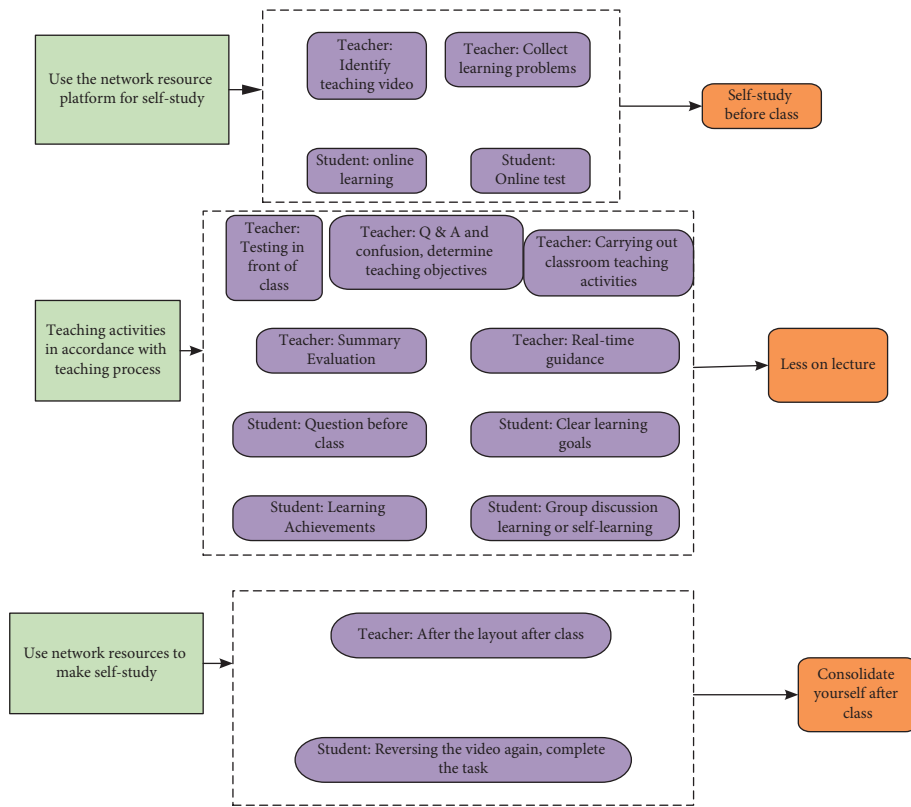 Use the network resource
platform for self-study
Teacher:
Identify
teaching video
Teacher: Collect
learning problems
Student: online
learning
Student:
Online test
Self-study
before class
Teaching activities
in accordance with
teaching process
Teacher:
Testing in
front of
class
Teacher: Q & A and
confusion, determine
teaching objectives
Teacher: Carrying out
classroom teaching
activities
Teacher: Summary
Evaluation
Teacher: Real-time
guidance
Student: Question before
class
Student: Clear learning
goals
Student: Learning
Achievements
Student: Group discussion
learning or self-learning
Less on lecture
Use network resources to
make self-study
Teacher: After the layout after class
Student: Reversing the video again, complete
the task
Consolidate
yourself after
class